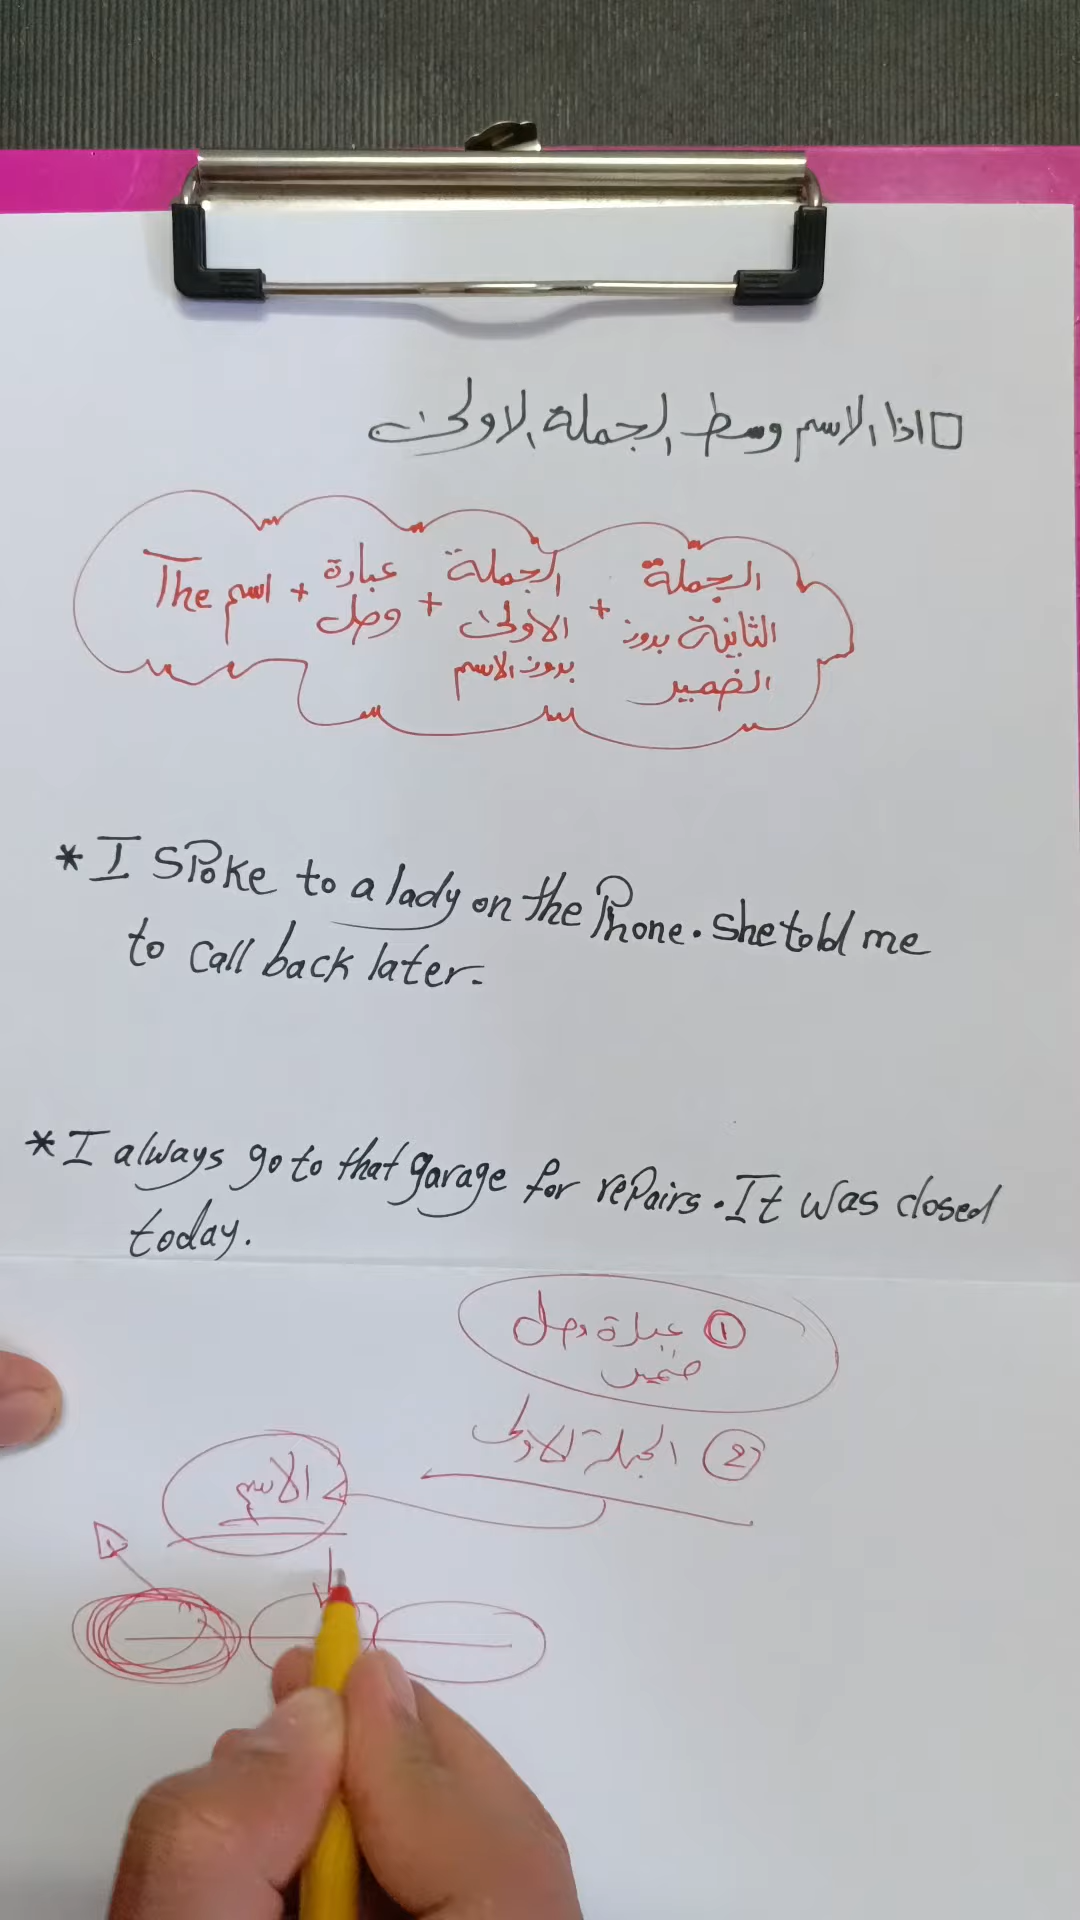 اذا الاسم وسط الجملة الاولى
The اسم + عبارة وصل + الجملة الأولى بدون الاسم + الجملة الثانية بدون الضمير
* I spoke to a lady on the Phone. She told me
to call back later.
* I always go to that garage for repairs. It was closed
today.
① عبارة وصل
ضمير
② الجملة الاولى
الاسم